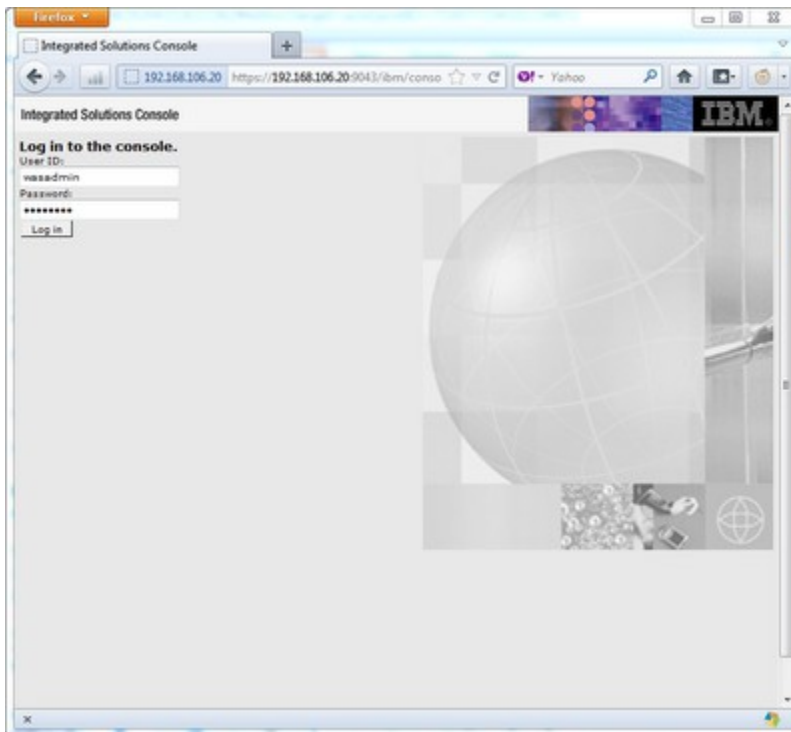 Firefox
Integrated Solutions Console
192.168.106.20 https://192.168.106.20:9043/ibm/conso
Yahoo
Integrated Solutions Console
IBM.
Log in to the console.
User ID:
wasadmin
Password:
••••••••
Log in